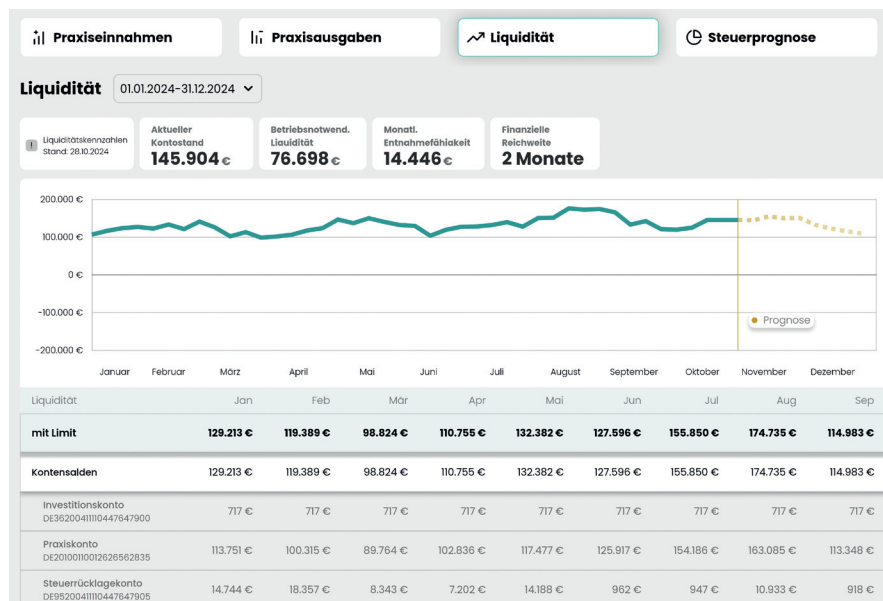 Praxiseinnahmen
Praxisausgaben
Liquidität
Steuerprognose
Liquidität 01.01.2024-31.12.2024
Liquiditätskennzahlen
Stand: 28.10.2024
Aktueller
Kontostand
145.904 €
Betriebsnotwend.
Liquidität
76.698 €
Monatl.
Entnahmefähigkeit
14.446 €
Finanzielle
Reichweite
2 Monate
200.000 €
100.000 €
0 €
-100.000 €
-200.000 €
Prognose
Januar Februar März April Mai Juni Juli August September Oktober November Dezember
Liquidität Jan Feb Mär Apr Mai Jun Jul Aug Sep
mit Limit 129.213 € 119.389 € 98.824 € 110.755 € 132.382 € 127.596 € 155.850 € 174.735 € 114.983 €
Kontensalden 129.213 € 119.389 € 98.824 € 110.755 € 132.382 € 127.596 € 155.850 € 174.735 € 114.983 €
Investitionskonto
DE36200411110447647900
717 € 717 € 717 € 717 € 717 € 717 € 717 € 717 € 717 €
Praxiskonto
DE20100110012626562835
113.751 € 100.315 € 89.764 € 102.836 € 117.477 € 125.917 € 154.186 € 163.085 € 113.348 €
Steuerrücklagekonto
DE95200411110447647905
14.744 € 18.357 € 8.343 € 7.202 € 14.188 € 962 € 947 € 10.933 € 918 €